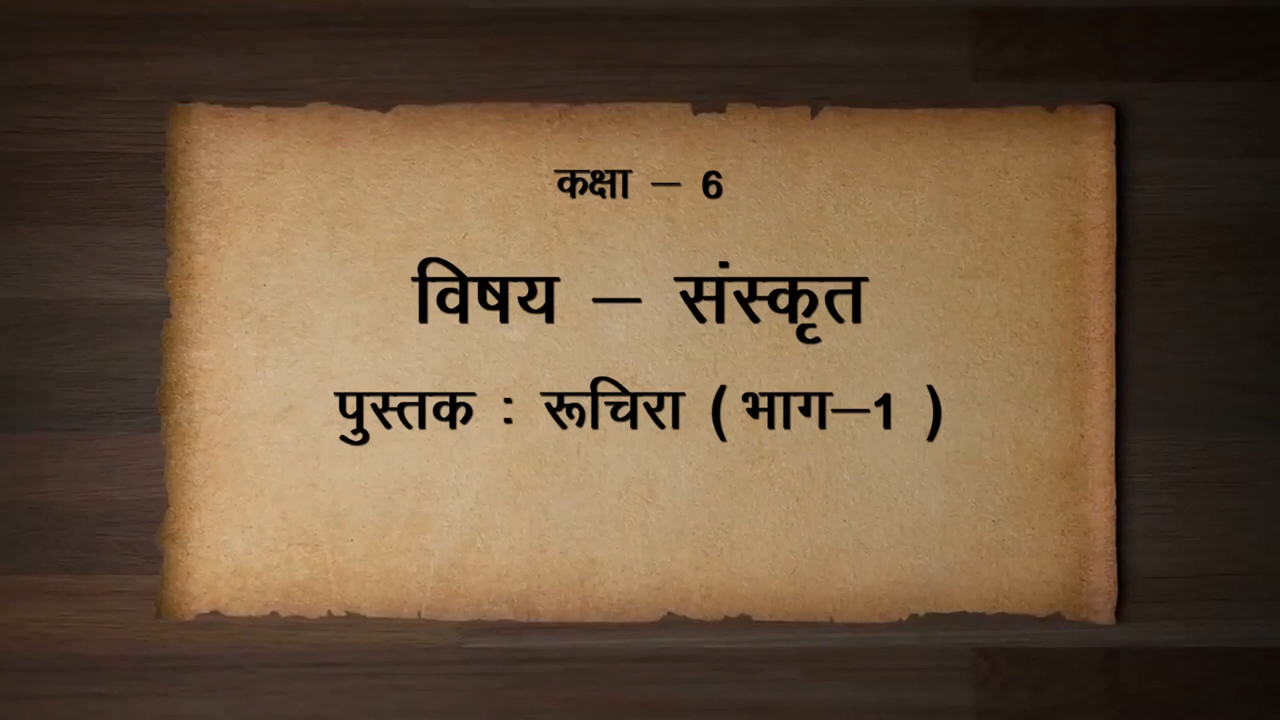 कक्षा – 6
विषय – संस्कृत
पुस्तक : रूचिरा ( भाग–1 )